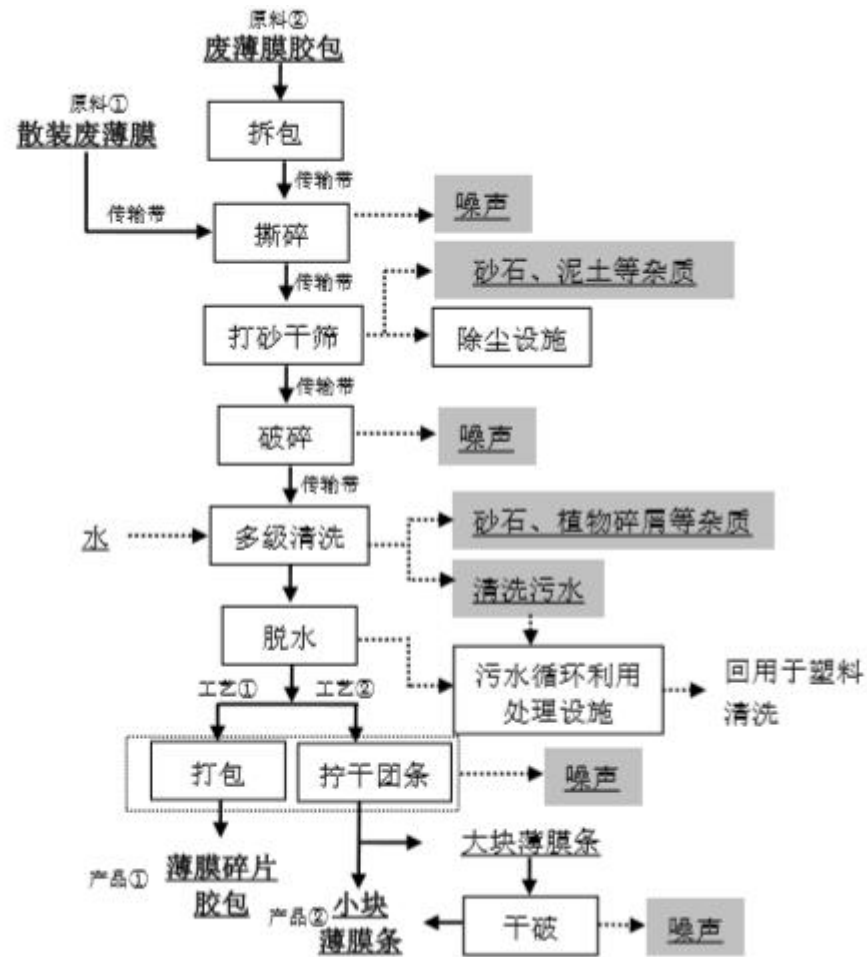 原料②
废薄膜胶包
原料①
散装废薄膜
拆包
传输带
噪声
传输带
撕碎
传输带
砂石、泥土等杂质
打砂干筛
除尘设施
传输带
破碎
噪声
传输带
砂石、植物碎屑等杂质
水
多级清洗
清洗污水
脱水
工艺①
工艺②
污水循环利用
处理设施
回用于塑料
清洗
打包
拧干团条
噪声
产品①
薄膜碎片
胶包
大块薄膜条
产品②
小块
薄膜条
干破
噪声